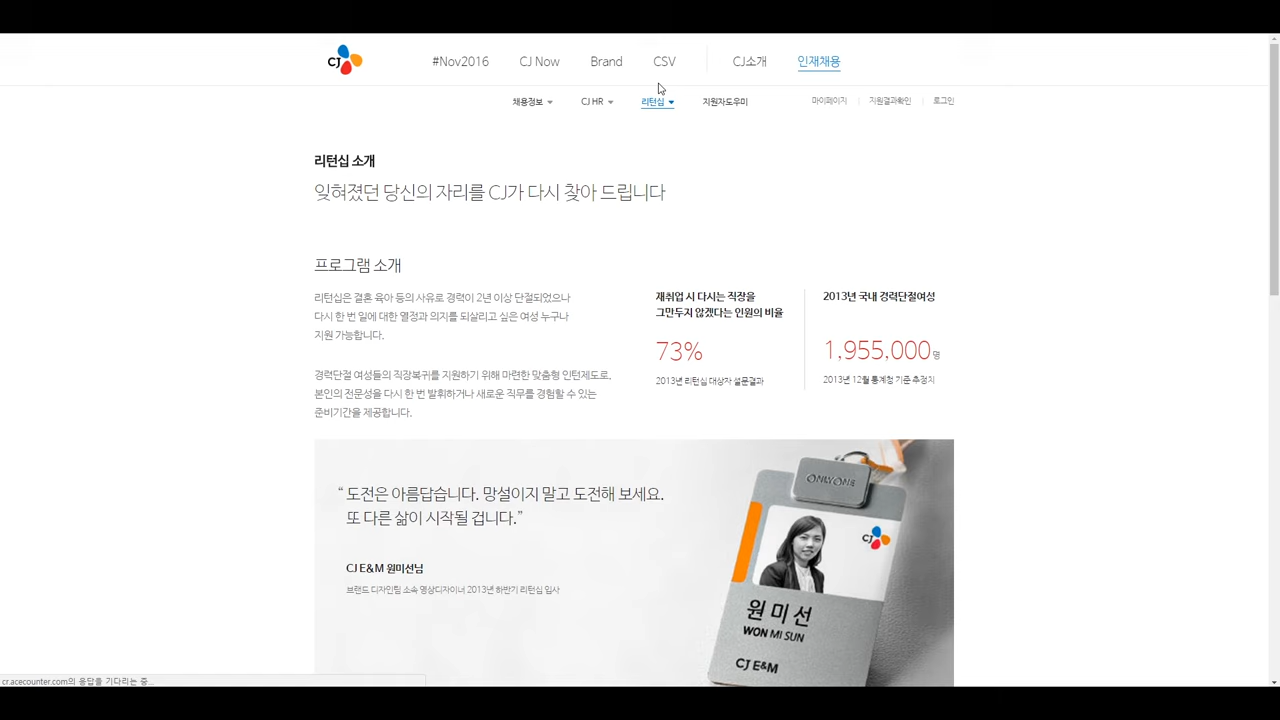 CJ
#Nov2016 CJ Now Brand CSV CJ소개 인재채용
채용정보 CJ HR 리턴십 지원자도우미 마이페이지 지원결과확인 로그인
리턴십 소개
잊혀졌던 당신의 자리를 CJ가 다시 찾아 드립니다
프로그램 소개
리턴십은 결혼 육아 등의 사유로 경력이 2년 이상 단절되었으나
다시 한 번 일에 대한 열정과 의지를 되살리고 싶은 여성 누구나
지원 가능합니다.
경력단절 여성들의 직장복귀를 지원하기 위해 마련한 맞춤형 인턴제도로,
본인의 전문성을 다시 한 번 발휘하거나 새로운 직무를 경험할 수 있는
준비기간을 제공합니다.
재취업 시 다시는 직장을
그만두지 않겠다는 인원의 비율
73%
2013년 리턴십 대상자 설문결과
2013년 국내 경력단절여성
1,955,000명
2013년 12월 통계청 기준 추정치
“ 도전은 아름답습니다. 망설이지 말고 도전해 보세요.
또 다른 삶이 시작될 겁니다.”
CJ E&M 원미선님
브랜드 디자인팀 소속 영상디자이너 2013년 하반기 리턴십 입사
ONLYONE
CJ
원미선
WON MI SUN
CJ E&M
cr.acecounter.com의 응답을 기다리는 중...